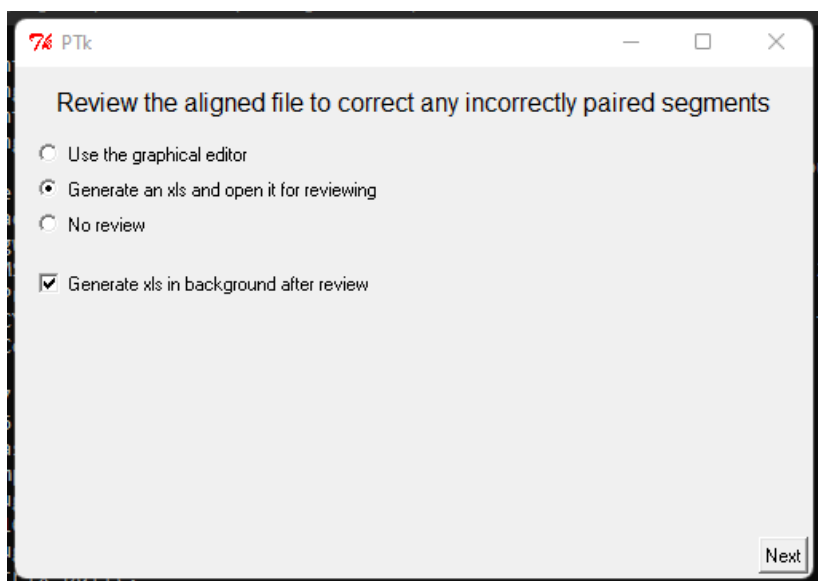 PTk
Review the aligned file to correct any incorrectly paired segments
Use the graphical editor
Generate an xls and open it for reviewing
No review
Generate xls in background after review
Next